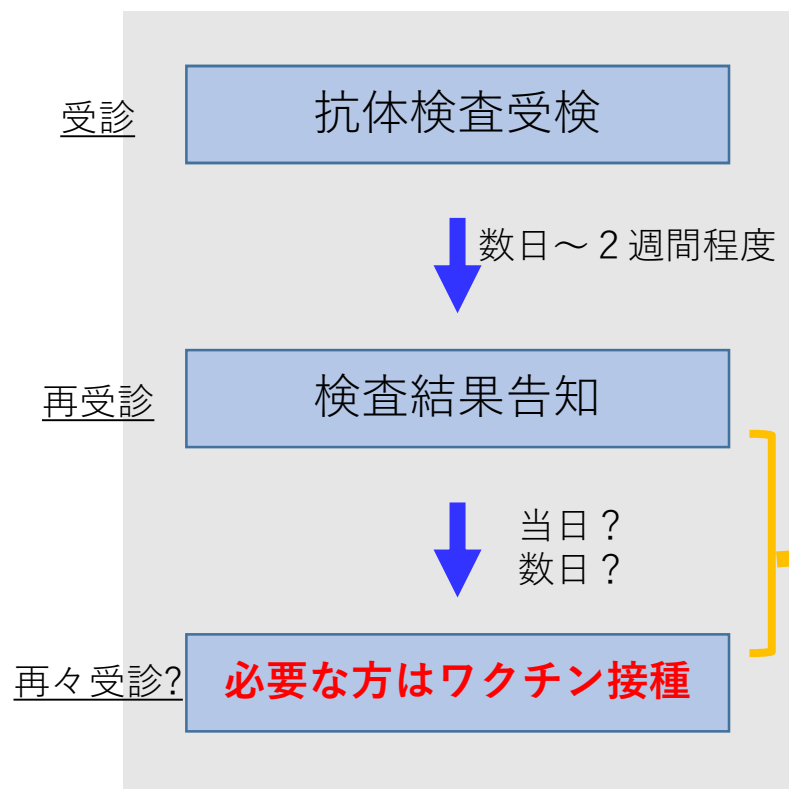 受診
抗体検査受検
数日～２週間程度
再受診
検査結果告知
当日？
数日？
再々受診?
必要な方はワクチン接種